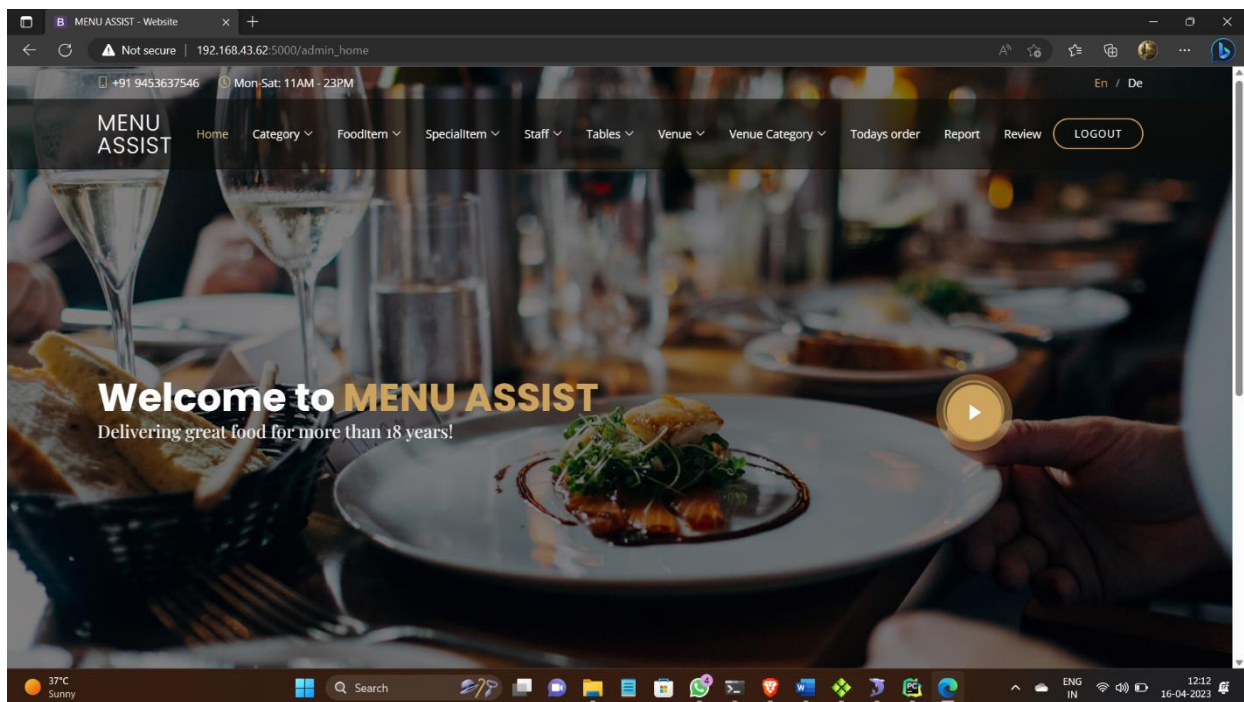 MENU ASSIST - Website
Not secure | 192.168.43.62:5000/admin_home
+91 9453637546 Mon-Sat: 11AM - 23PM En / De
MENU
ASSIST
Home Category FoodItem SpecialItem Staff Tables Venue Venue Category Todays order Report Review LOGOUT
Welcome to MENU ASSIST
Delivering great food for more than 18 years!
37°C
Sunny
Search
4
ENG
IN
12:12
16-04-2023